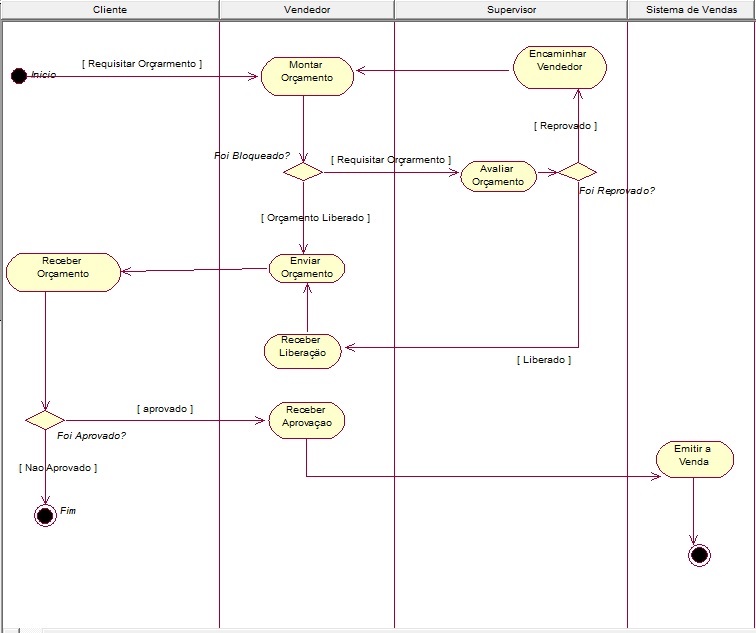 Cliente
Vendedor
Supervisor
Sistema de Vendas
Inicio
[ Requisitar Orçrarmento ]
Montar
Orçamento
Encaminhar
Vendedor
[ Reprovado ]
Foi Bloqueado?
[ Requisitar Orçrarmento ]
Avaliar
Orçamento
Foi Reprovado?
[ Orçamento Liberado ]
Receber
Orçamento
Enviar
Orçamento
Receber
Liberação
[ Liberado ]
[ aprovado ]
Foi Aprovado?
Receber
Aprovaçao
[ Nao Aprovado ]
Emitir a
Venda
Fim